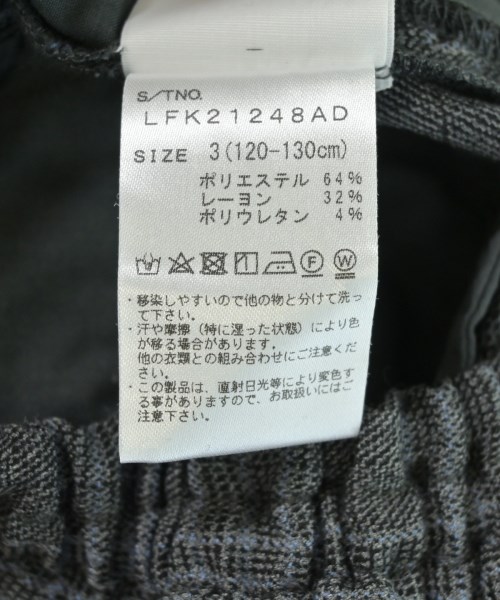 S/TNO.
LFK21248AD
SIZE 3(120-130cm)
ポリエステル 64%
レーヨン 32%
ポリウレタン 4%
F W
・移染しやすいので他の物と分けて洗っ
て下さい。
・汗や摩擦（特に湿った状態）により色
が移る場合があります。
他の衣類との組み合わせにご注意くだ
さい。
・この製品は、直射日光等により変色す
る事がありますので、お取扱いにはご
注意下さい。